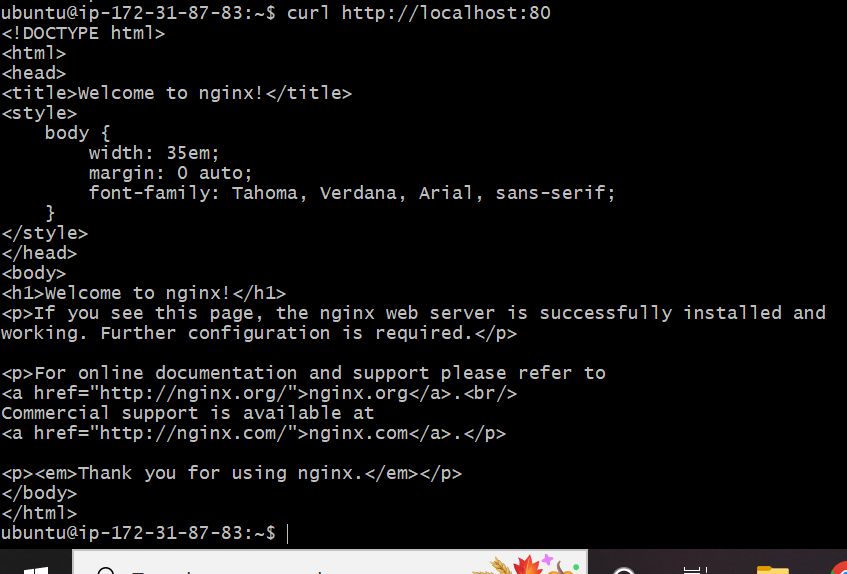 ubuntu@ip-172-31-87-83:~$ curl http://localhost:80
<!DOCTYPE html>
<html>
<head>
<title>Welcome to nginx!</title>
<style>
    body {
        width: 35em;
        margin: 0 auto;
        font-family: Tahoma, Verdana, Arial, sans-serif;
    }
</style>
</head>
<body>
<h1>Welcome to nginx!</h1>
<p>If you see this page, the nginx web server is successfully installed and
working. Further configuration is required.</p>

<p>For online documentation and support please refer to
<a href="http://nginx.org/">nginx.org</a>.<br/>
Commercial support is available at
<a href="http://nginx.com/">nginx.com</a>.</p>

<p><em>Thank you for using nginx.</em></p>
</body>
</html>
ubuntu@ip-172-31-87-83:~$